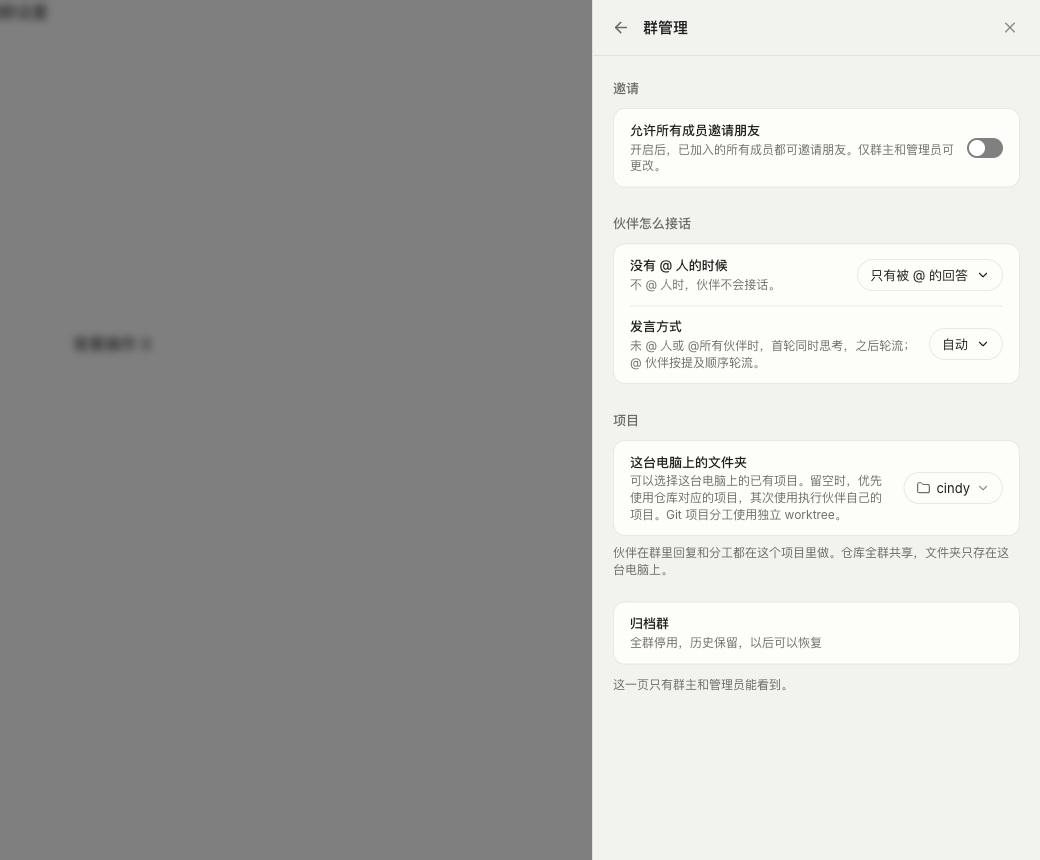 群管理
邀请
允许所有成员邀请朋友
开启后，已加入的所有成员都可邀请朋友。仅群主和管理员可
更改。
伙伴怎么接话
没有 @ 人的时候
不 @ 人时，伙伴不会接话。
只有被 @ 的回答
发言方式
未 @ 人或 @所有伙伴时，首轮同时思考，之后轮流；
@ 伙伴按提及顺序轮流。
自动
项目
这台电脑上的文件夹
可以选择这台电脑上的已有项目。留空时，优先
使用仓库对应的项目，其次使用执行伙伴自己的
项目。Git 项目分工使用独立 worktree。
cindy
伙伴在群里回复和分工都在这个项目里做。仓库全群共享，文件夹只存在这
台电脑上。
归档群
全群停用，历史保留，以后可以恢复
这一页只有群主和管理员能看到。